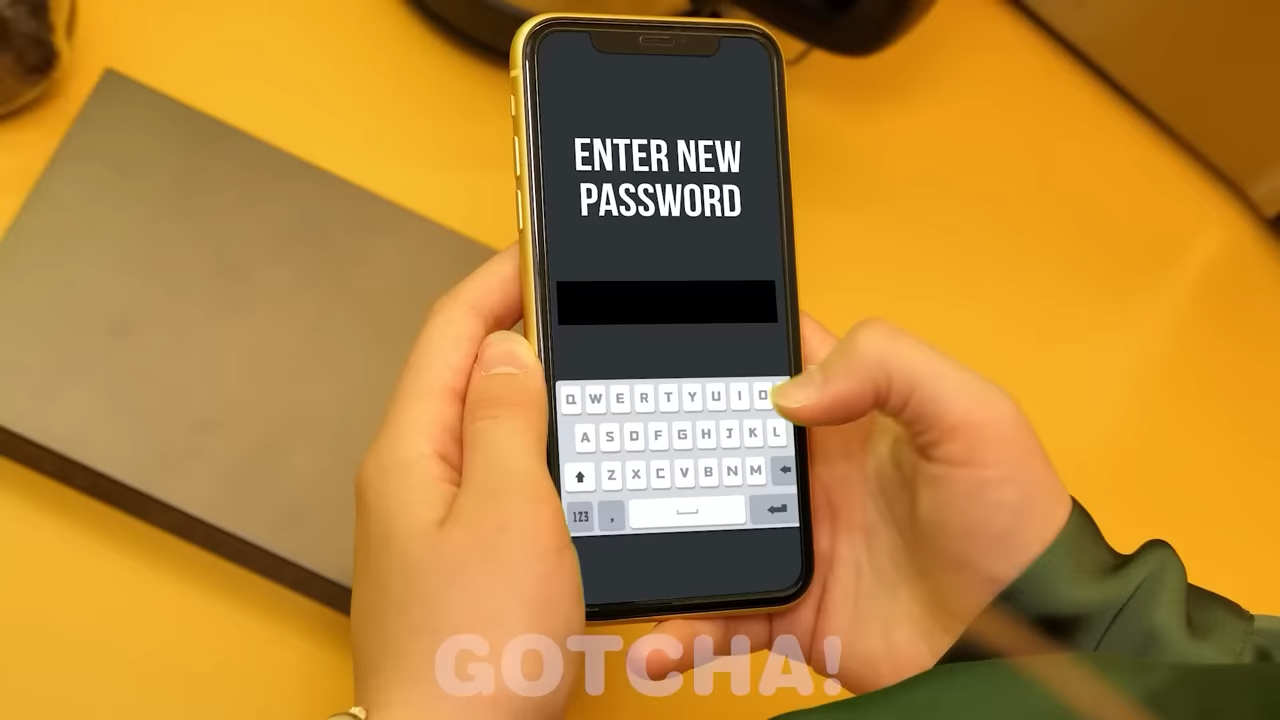 ENTER NEW
PASSWORD
Q W E R T Y U I O
A S D F G H J K L
Z X C V B N M
123 ,
GOTCHA!